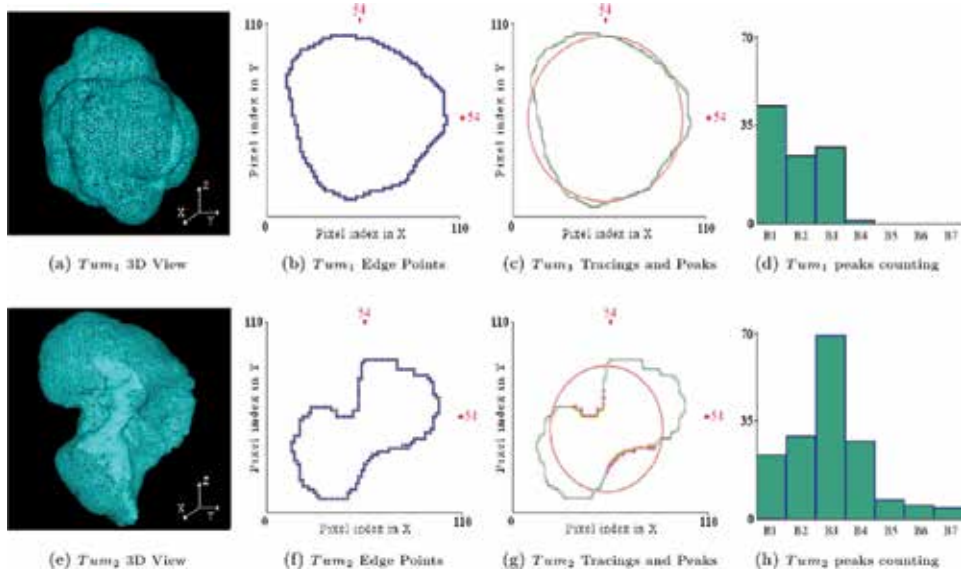 110
54
Pixel index in Y
54
0
Pixel index in X
110
110
54
Pixel index in Y
54
0
Pixel index in X
110
70
35
0
B1 B2 B3 B4 B5 B6 B7
X Y Z
(a) Tum1 3D View
(b) Tum1 Edge Points
(c) Tum1 Tracings and Peaks
(d) Tum1 peaks counting
110
54
Pixel index in Y
54
0
Pixel index in X
110
110
54
Pixel index in Y
54
0
Pixel index in X
110
70
35
0
B1 B2 B3 B4 B5 B6 B7
X Y Z
(e) Tum2 3D View
(f) Tum2 Edge Points
(g) Tum2 Tracings and Peaks
(h) Tum2 peaks counting